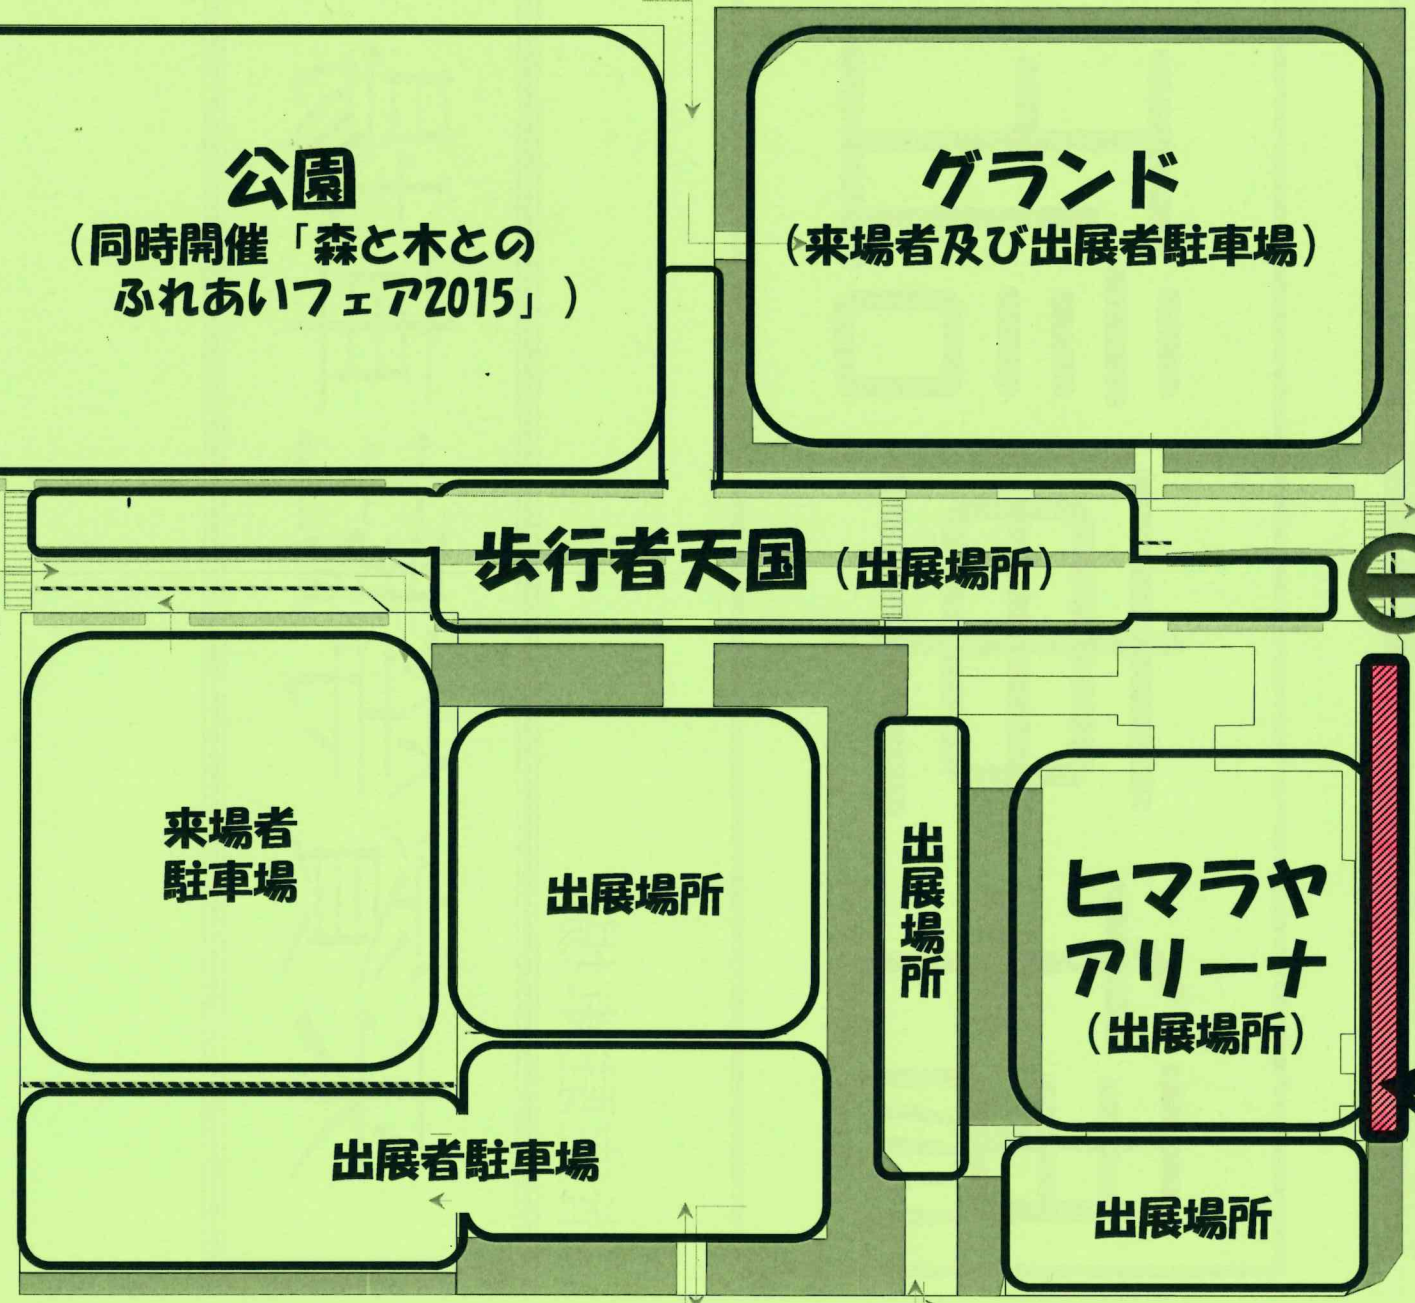 公園
（同時開催「森と木との
ふれあいフェア2015」）
グランド
（来場者及び出展者駐車場）
歩行者天国（出展場所）
来場者
駐車場
出展場所
出展場所
ヒマラヤ
アリーナ
（出展場所）
出展者駐車場
出展場所